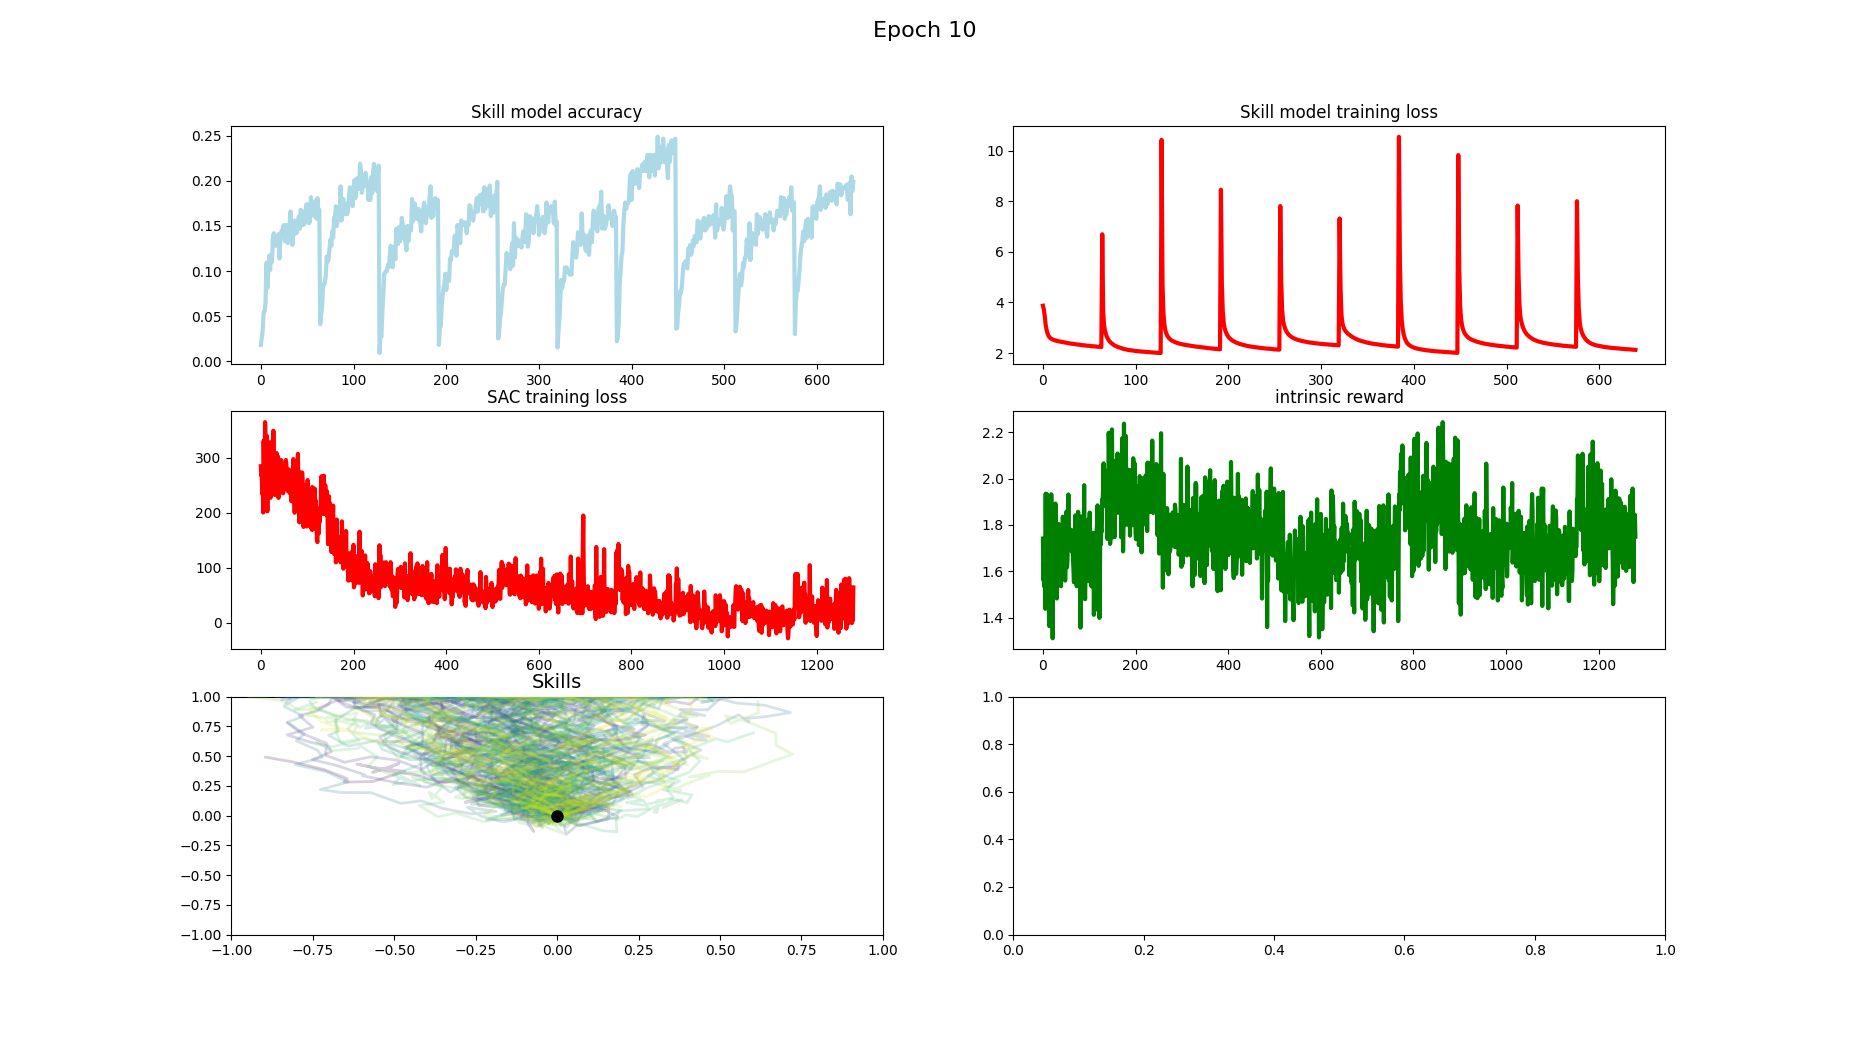 Epoch 10
Skill model accuracy
0.25
0.20
0.15
0.10
0.05
0.00
0 100 200 300 400 500 600
Skill model training loss
10
8
6
4
2
0 100 200 300 400 500 600
SAC training loss
300
200
100
0
0 200 400 600 800 1000 1200
intrinsic reward
2.2
2.0
1.8
1.6
1.4
0 200 400 600 800 1000 1200
Skills
1.00
0.75
0.50
0.25
0.00
−0.25
−0.50
−0.75
−1.00
−1.00 −0.75 −0.50 −0.25 0.00 0.25 0.50 0.75 1.00
1.0
0.8
0.6
0.4
0.2
0.0
0.0 0.2 0.4 0.6 0.8 1.0